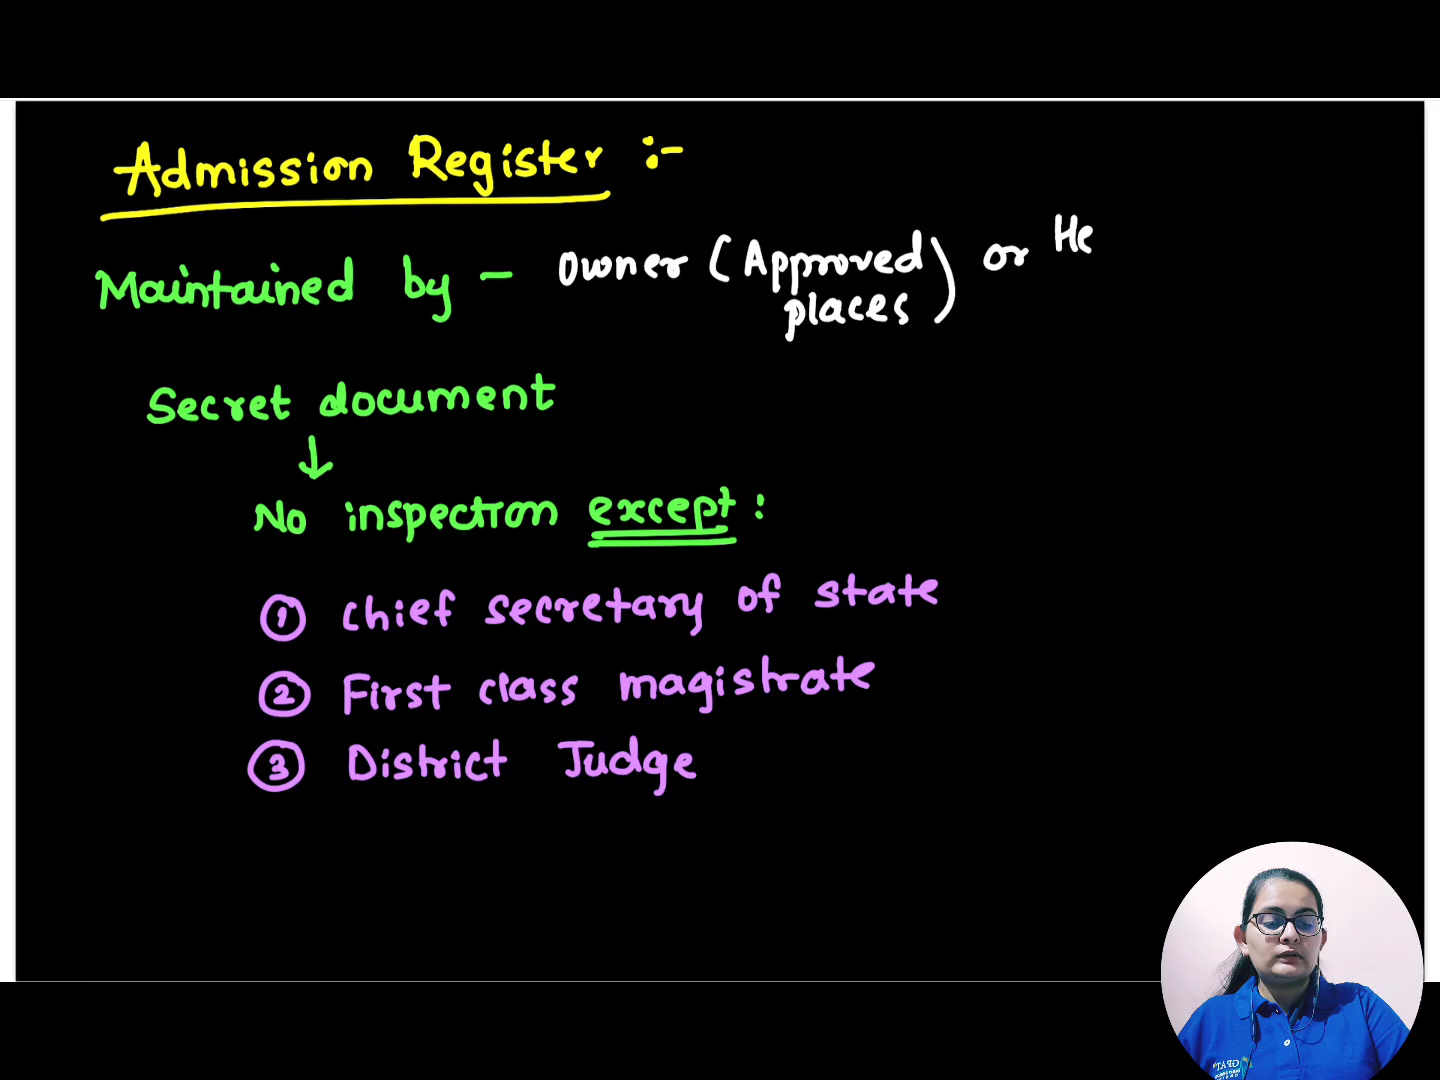 Admission Register :-
Maintained by - Owner (Approved places) or He
Secret document
↓
No inspection except :
① Chief secretary of state
② First class magistrate
③ District Judge
GPAT